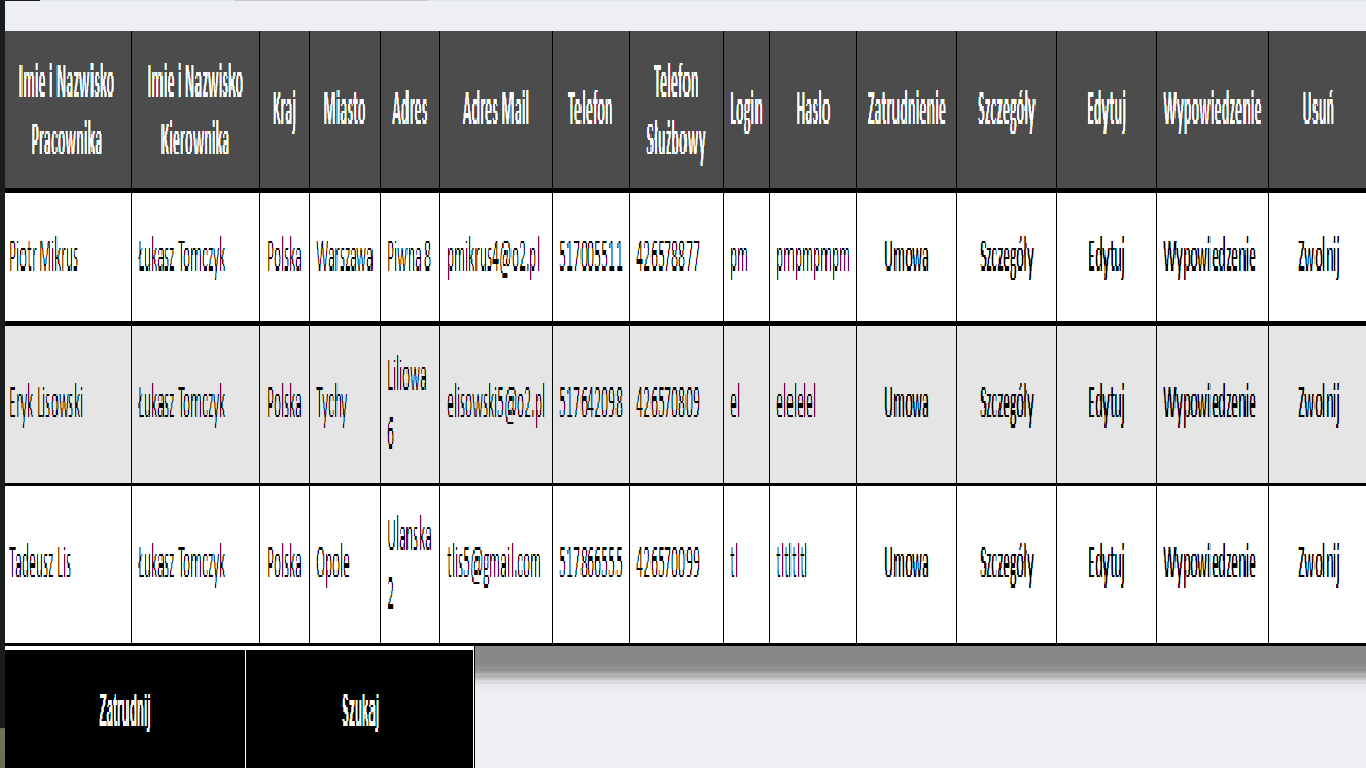 Imie i Nazwisko Pracownika Imie i Nazwisko Kierownika Kraj Miasto Adres Adres Mail Telefon Telefon Służbowy Login Haslo Zatrudnienie Szczegóły Edytuj Wypowiedzenie Usuń
Piotr Mikrus Łukasz Tomczyk Polska Warszawa Piwna 8 pmikrus4@o2.pl 517005511 426578877 pm pmpmpmpm Umowa Szczegóły Edytuj Wypowiedzenie Zwolnij
Eryk Lisowski Łukasz Tomczyk Polska Tychy Liliowa 6 elisowski5@o2.pl 517642098 426570809 el elelelel Umowa Szczegóły Edytuj Wypowiedzenie Zwolnij
Tadeusz Lis Łukasz Tomczyk Polska Opole Ulanska 2 tlis5@gmail.com 517866555 426570099 tl tltltltl Umowa Szczegóły Edytuj Wypowiedzenie Zwolnij
Zatrudnij Szukaj